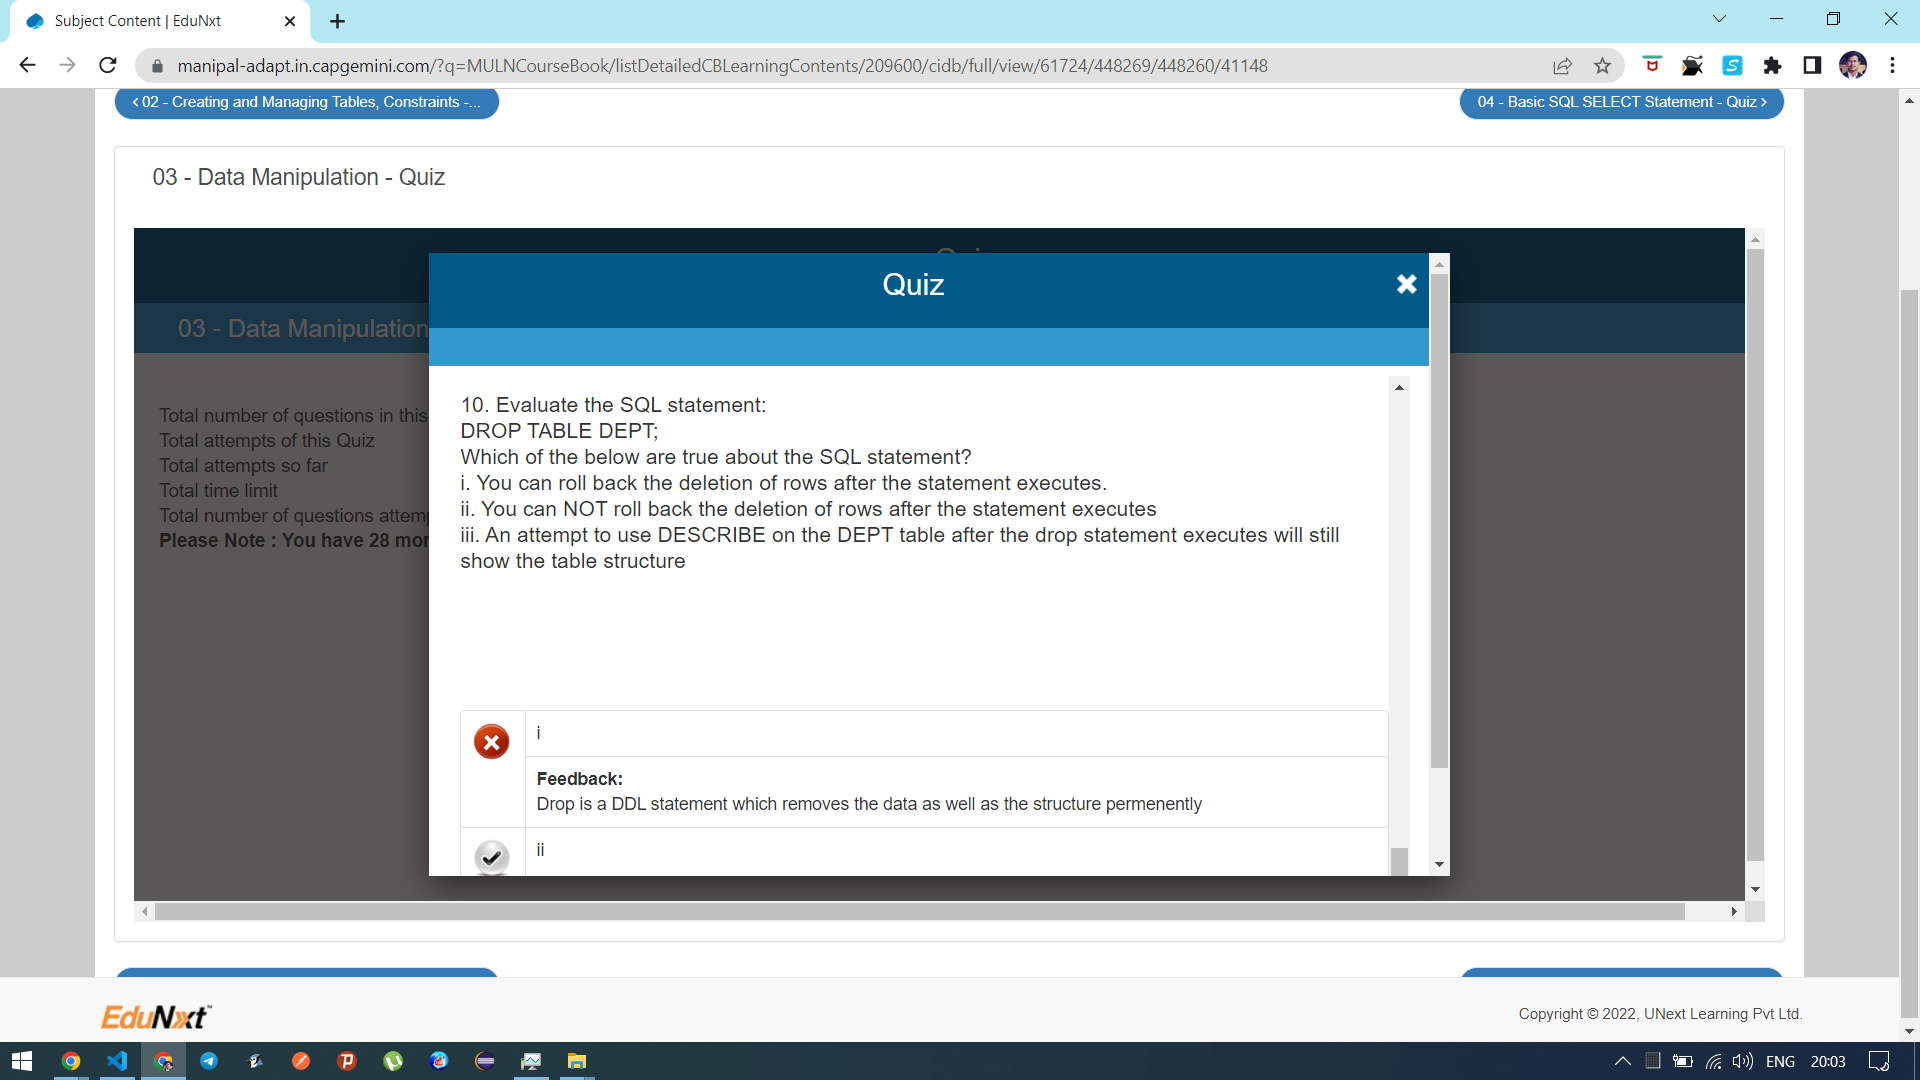 Subject Content | EduNxt
manipal-adapt.in.capgemini.com/?q=MULNCourseBook/listDetailedCBLearningContents/209600/cidb/full/view/61724/448269/448260/41148
02 - Creating and Managing Tables, Constraints -...
04 - Basic SQL SELECT Statement - Quiz
03 - Data Manipulation - Quiz
Quiz
03 - Data Manipulation
Total number of questions in this
Total attempts of this Quiz
Total attempts so far
Total time limit
Total number of questions attem
Please Note : You have 28 mor
10. Evaluate the SQL statement:
DROP TABLE DEPT;
Which of the below are true about the SQL statement?
i. You can roll back the deletion of rows after the statement executes.
ii. You can NOT roll back the deletion of rows after the statement executes
iii. An attempt to use DESCRIBE on the DEPT table after the drop statement executes will still
show the table structure
i
Feedback:
Drop is a DDL statement which removes the data as well as the structure permenently
ii
EduNxt™
Copyright © 2022, UNext Learning Pvt Ltd.
ENG 20:03